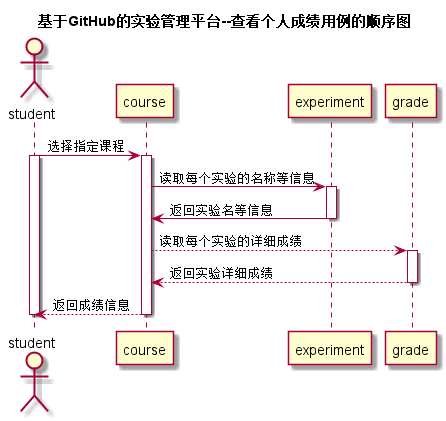 基于GitHub的实验管理平台--查看个人成绩用例的顺序图
student
course
experiment
grade
选择指定课程
读取每个实验的名称等信息
返回实验名等信息
读取每个实验的详细成绩
返回实验详细成绩
返回成绩信息
student
course
experiment
grade